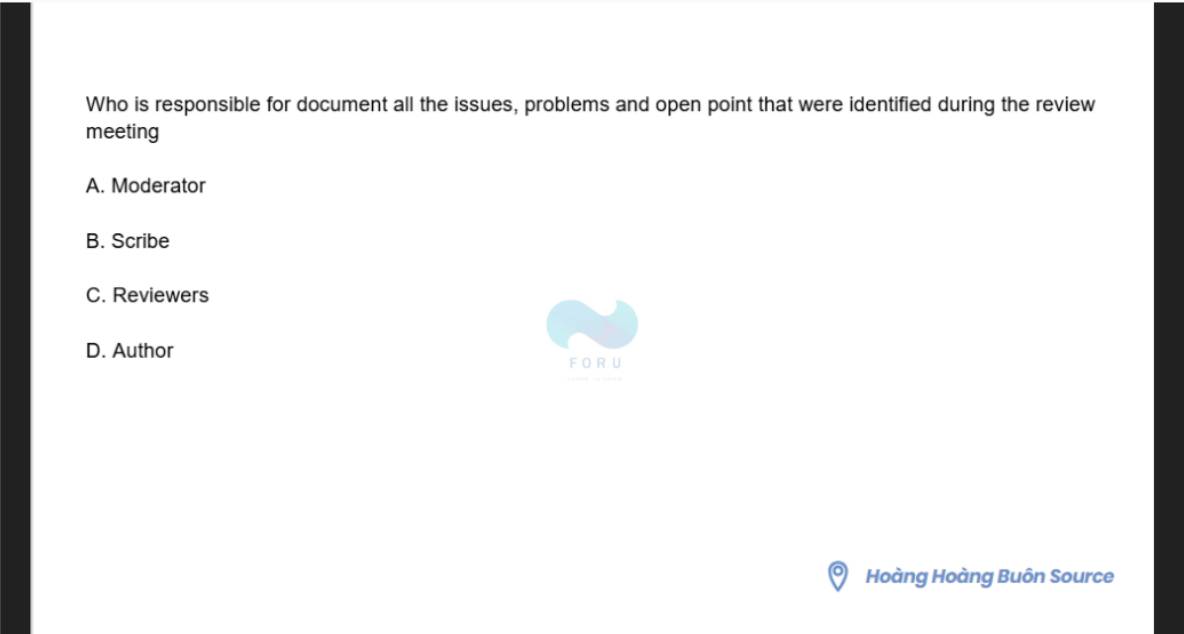 Who is responsible for document all the issues, problems and open point that were identified during the review
meeting
A. Moderator
B. Scribe
C. Reviewers
D. Author
FORU
Hoàng Hoàng Buôn Source